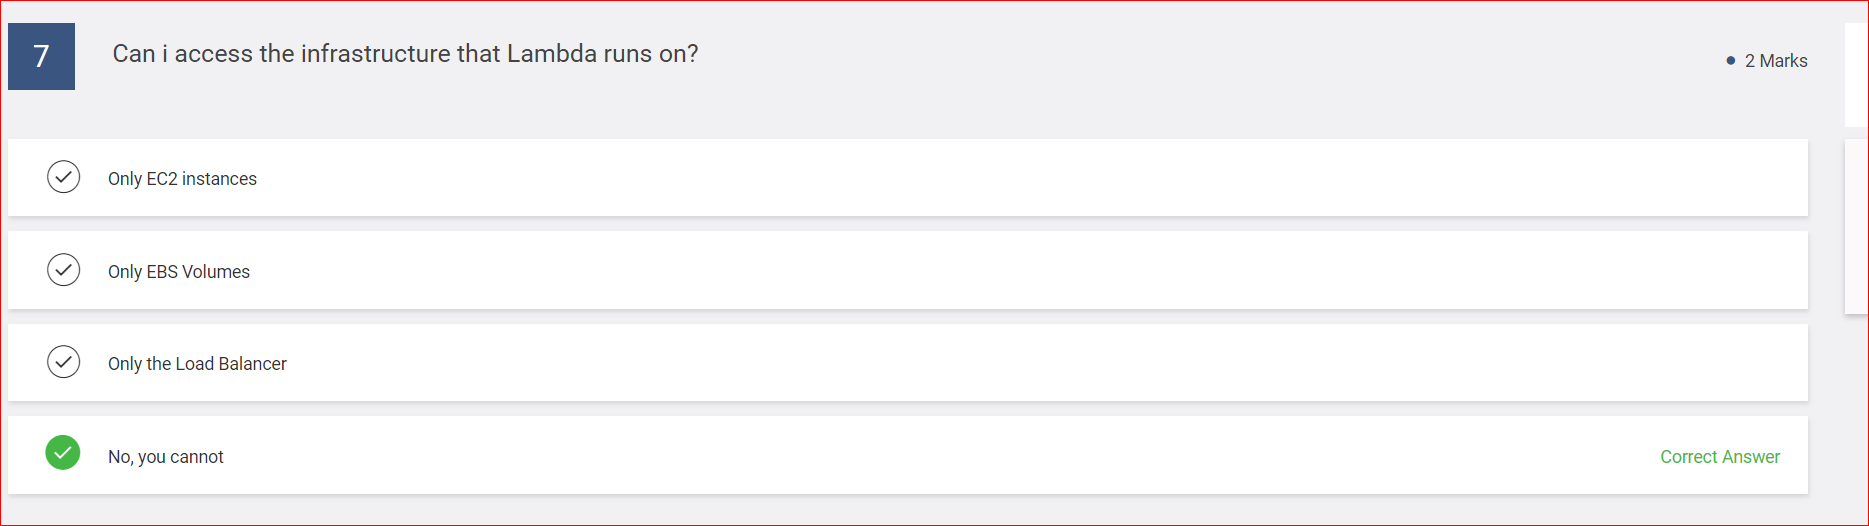 7
Can i access the infrastructure that Lambda runs on?
2 Marks
Only EC2 instances
Only EBS Volumes
Only the Load Balancer
No, you cannot
Correct Answer